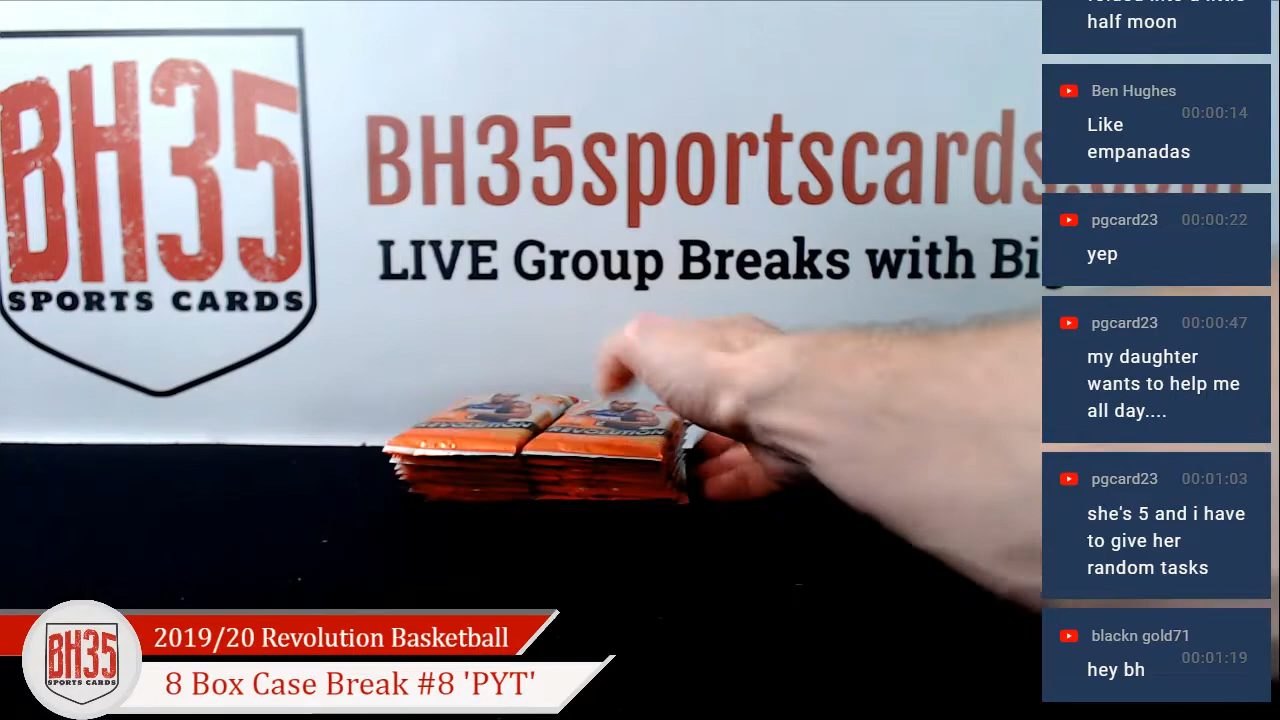 BH35
SPORTS CARDS
BH35sportscards.com
LIVE Group Breaks with Bi
REVOLUTION
REVOLUTION
half moon
Ben Hughes
00:00:14
Like
empanadas
pgcard23 00:00:22
yep
pgcard23 00:00:47
my daughter
wants to help me
all day....
pgcard23 00:01:03
she's 5 and i have
to give her
random tasks
blackn gold71
00:01:19
hey bh
BH35
SPORTS CARDS
2019/20 Revolution Basketball
8 Box Case Break #8 'PYT'